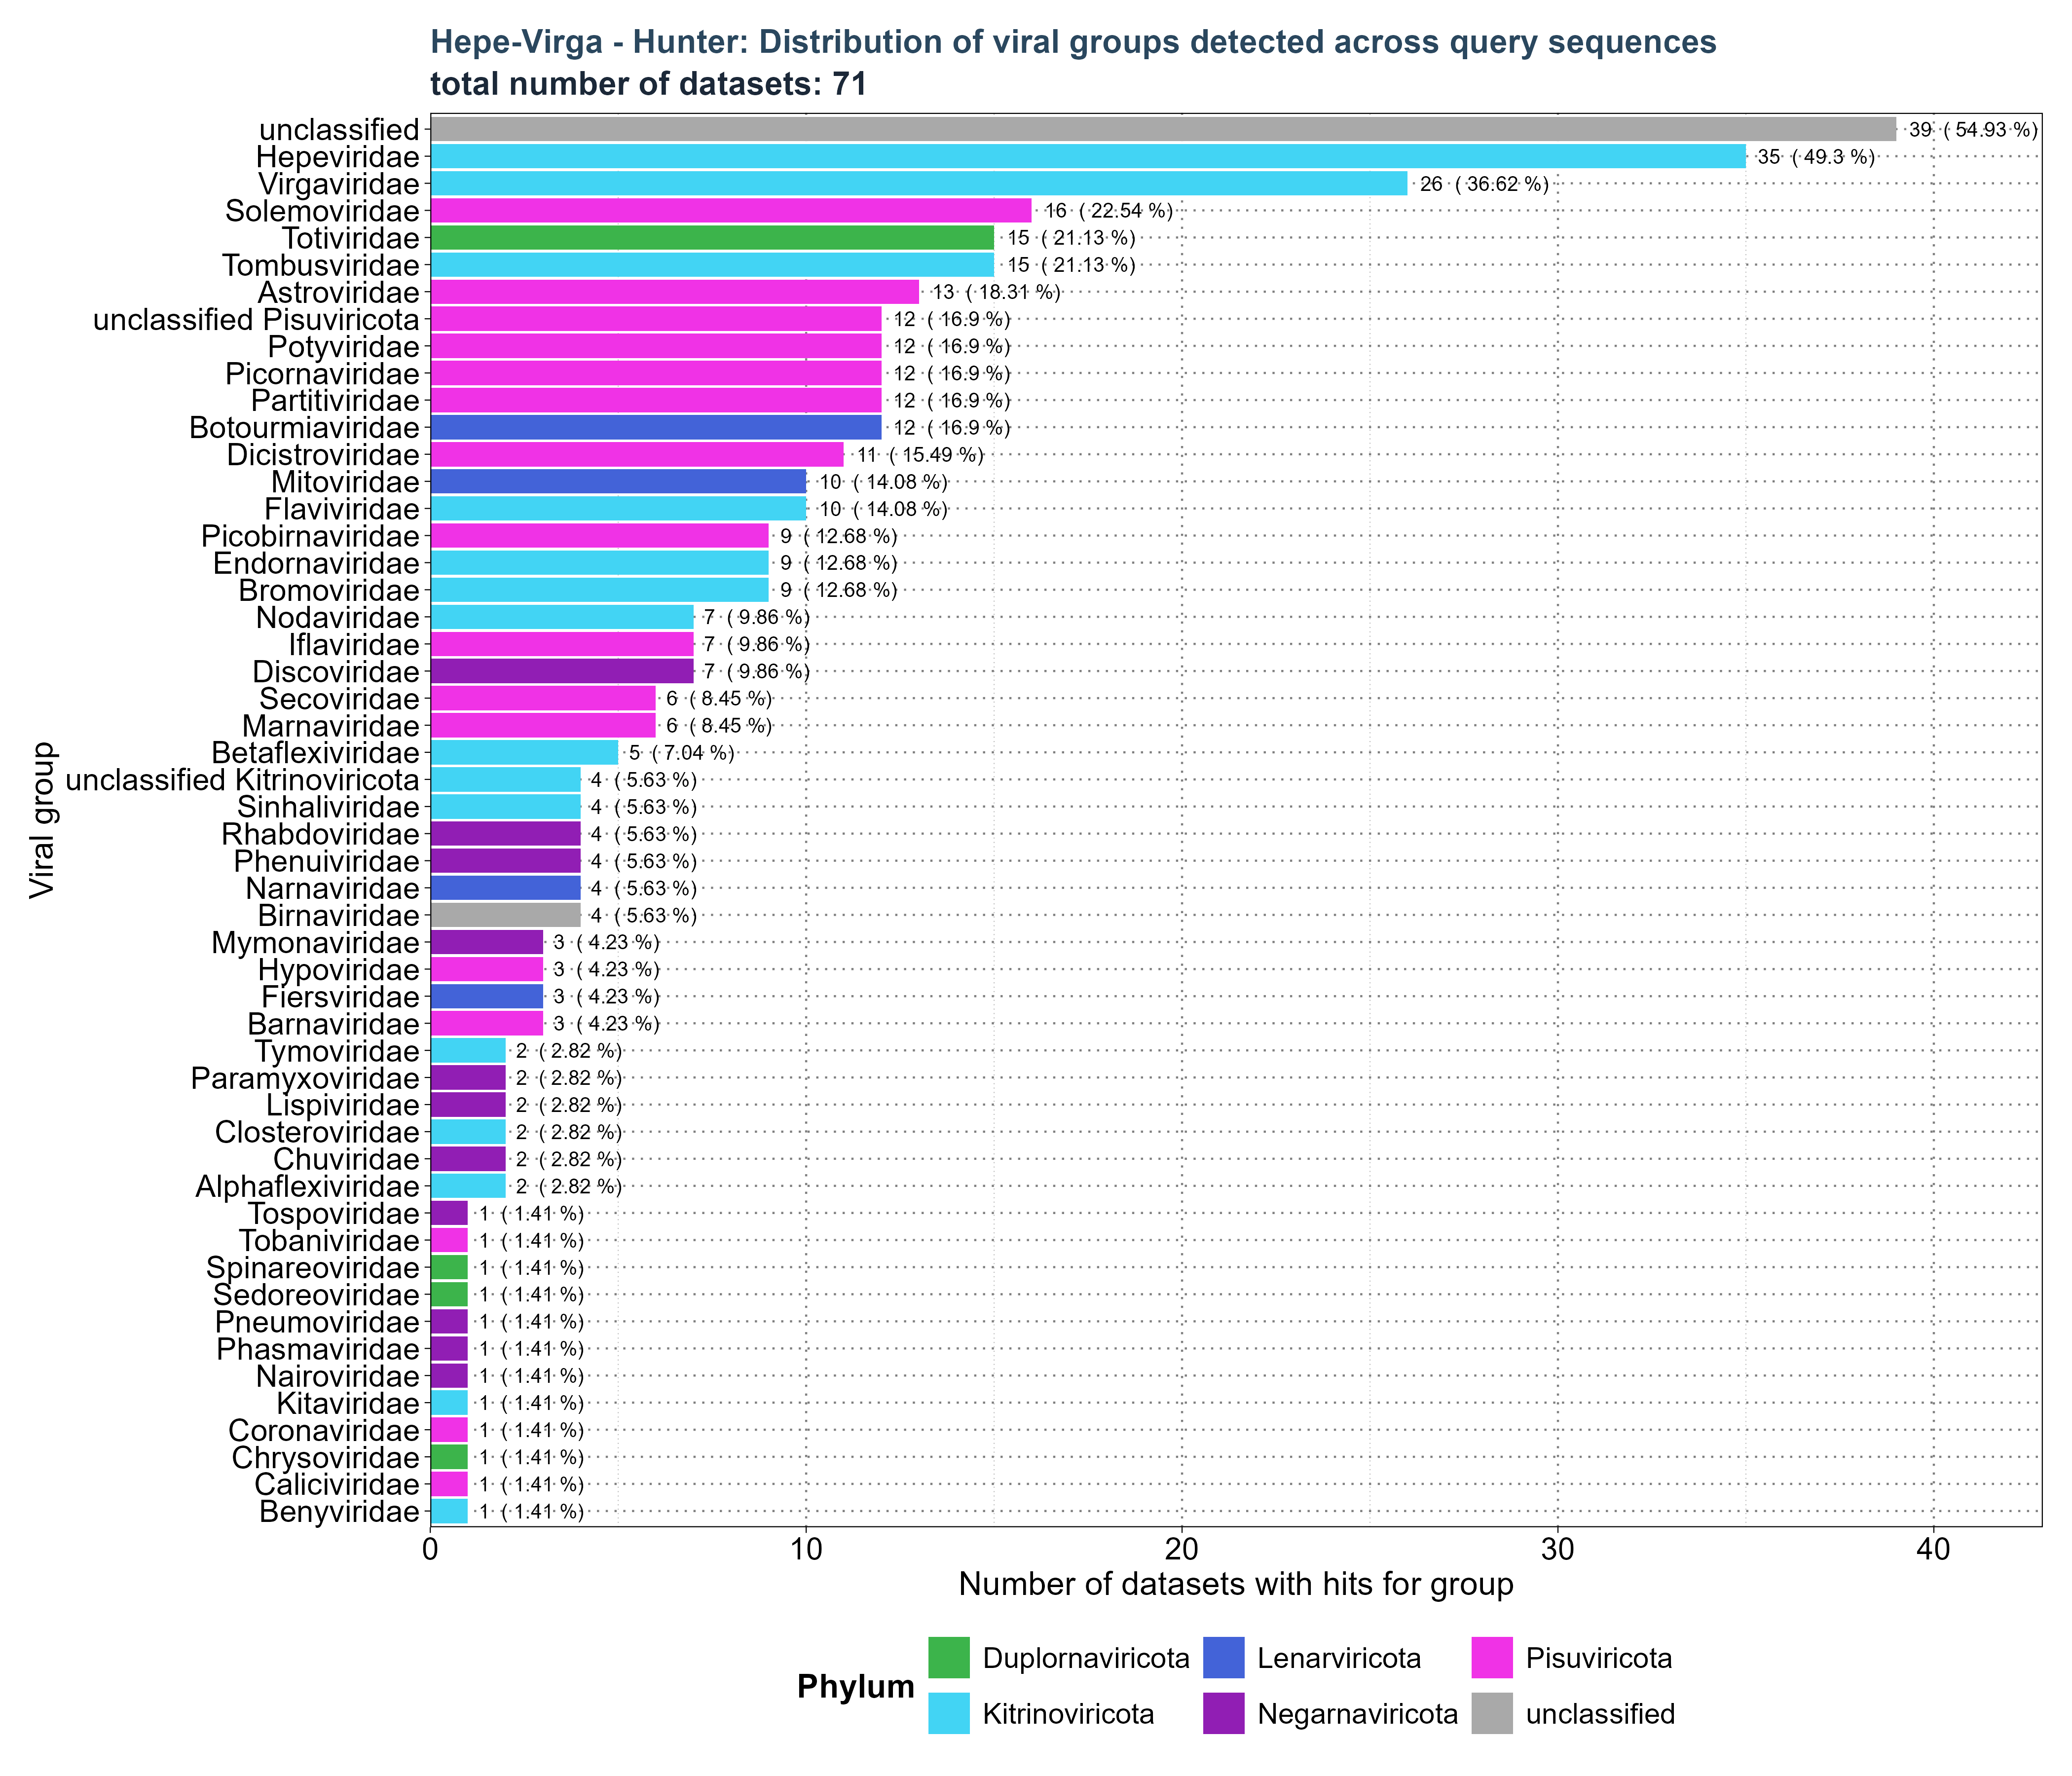 Hepe-Virga - Hunter: Distribution of viral groups detected across query sequences
total number of datasets: 71
unclassified 39 ( 54.93 %)
Hepeviridae 35 ( 49.3 %)
Virgaviridae 26 ( 36.62 %)
Solemoviridae 16 ( 22.54 %)
Totiviridae 15 ( 21.13 %)
Tombusviridae 15 ( 21.13 %)
Astroviridae 13 ( 18.31 %)
unclassified Pisuviricota 12 ( 16.9 %)
Potyviridae 12 ( 16.9 %)
Picornaviridae 12 ( 16.9 %)
Partitiviridae 12 ( 16.9 %)
Botourmiaviridae 12 ( 16.9 %)
Dicistroviridae 11 ( 15.49 %)
Mitoviridae 10 ( 14.08 %)
Flaviviridae 10 ( 14.08 %)
Picobirnaviridae 9 ( 12.68 %)
Endornaviridae 9 ( 12.68 %)
Bromoviridae 9 ( 12.68 %)
Nodaviridae 7 ( 9.86 %)
Iflaviridae 7 ( 9.86 %)
Discoviridae 7 ( 9.86 %)
Secoviridae 6 ( 8.45 %)
Marnaviridae 6 ( 8.45 %)
Betaflexiviridae 5 ( 7.04 %)
unclassified Kitrinoviricota 4 ( 5.63 %)
Sinhaliviridae 4 ( 5.63 %)
Rhabdoviridae 4 ( 5.63 %)
Phenuiviridae 4 ( 5.63 %)
Narnaviridae 4 ( 5.63 %)
Birnaviridae 4 ( 5.63 %)
Mymonaviridae 3 ( 4.23 %)
Hypoviridae 3 ( 4.23 %)
Fiersviridae 3 ( 4.23 %)
Barnaviridae 3 ( 4.23 %)
Tymoviridae 2 ( 2.82 %)
Paramyxoviridae 2 ( 2.82 %)
Lispiviridae 2 ( 2.82 %)
Closteroviridae 2 ( 2.82 %)
Chuviridae 2 ( 2.82 %)
Alphaflexiviridae 2 ( 2.82 %)
Tospoviridae 1 ( 1.41 %)
Tobaniviridae 1 ( 1.41 %)
Spinareoviridae 1 ( 1.41 %)
Sedoreoviridae 1 ( 1.41 %)
Pneumoviridae 1 ( 1.41 %)
Phasmaviridae 1 ( 1.41 %)
Nairoviridae 1 ( 1.41 %)
Kitaviridae 1 ( 1.41 %)
Coronaviridae 1 ( 1.41 %)
Chrysoviridae 1 ( 1.41 %)
Caliciviridae 1 ( 1.41 %)
Benyviridae 1 ( 1.41 %)
Viral group
0 10 20 30 40
Number of datasets with hits for group
Phylum
Duplornaviricota Lenarviricota Pisuviricota
Kitrinoviricota Negarnaviricota unclassified